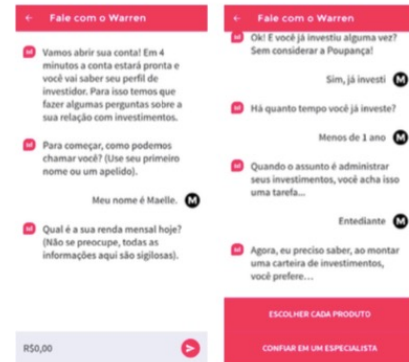 ← Fale com o Warren
Vamos abrir sua conta! Em 4
minutos a conta estará pronta e
você vai saber seu perfil de
investidor. Para isso temos que
fazer algumas perguntas sobre a
sua relação com investimentos.
Para começar, como podemos
chamar você? (Use seu primeiro
nome ou um apelido).
Meu nome é Maelle.
M
Qual é a sua renda mensal hoje?
(Não se preocupe, todas as
informações aqui são sigilosas).
R$0,00
← Fale com o Warren
Ok! E você já investiu alguma vez?
Sem considerar a Poupança!
Sim, já investi
M
Há quanto tempo você já investe?
Menos de 1 ano
M
Quando o assunto é administrar
seus investimentos, você acha isso
uma tarefa...
Entediante
M
Agora, eu preciso saber, ao montar
uma carteira de investimentos,
você prefere...
ESCOLHER CADA PRODUTO
CONFIAR EM UM ESPECIALISTA